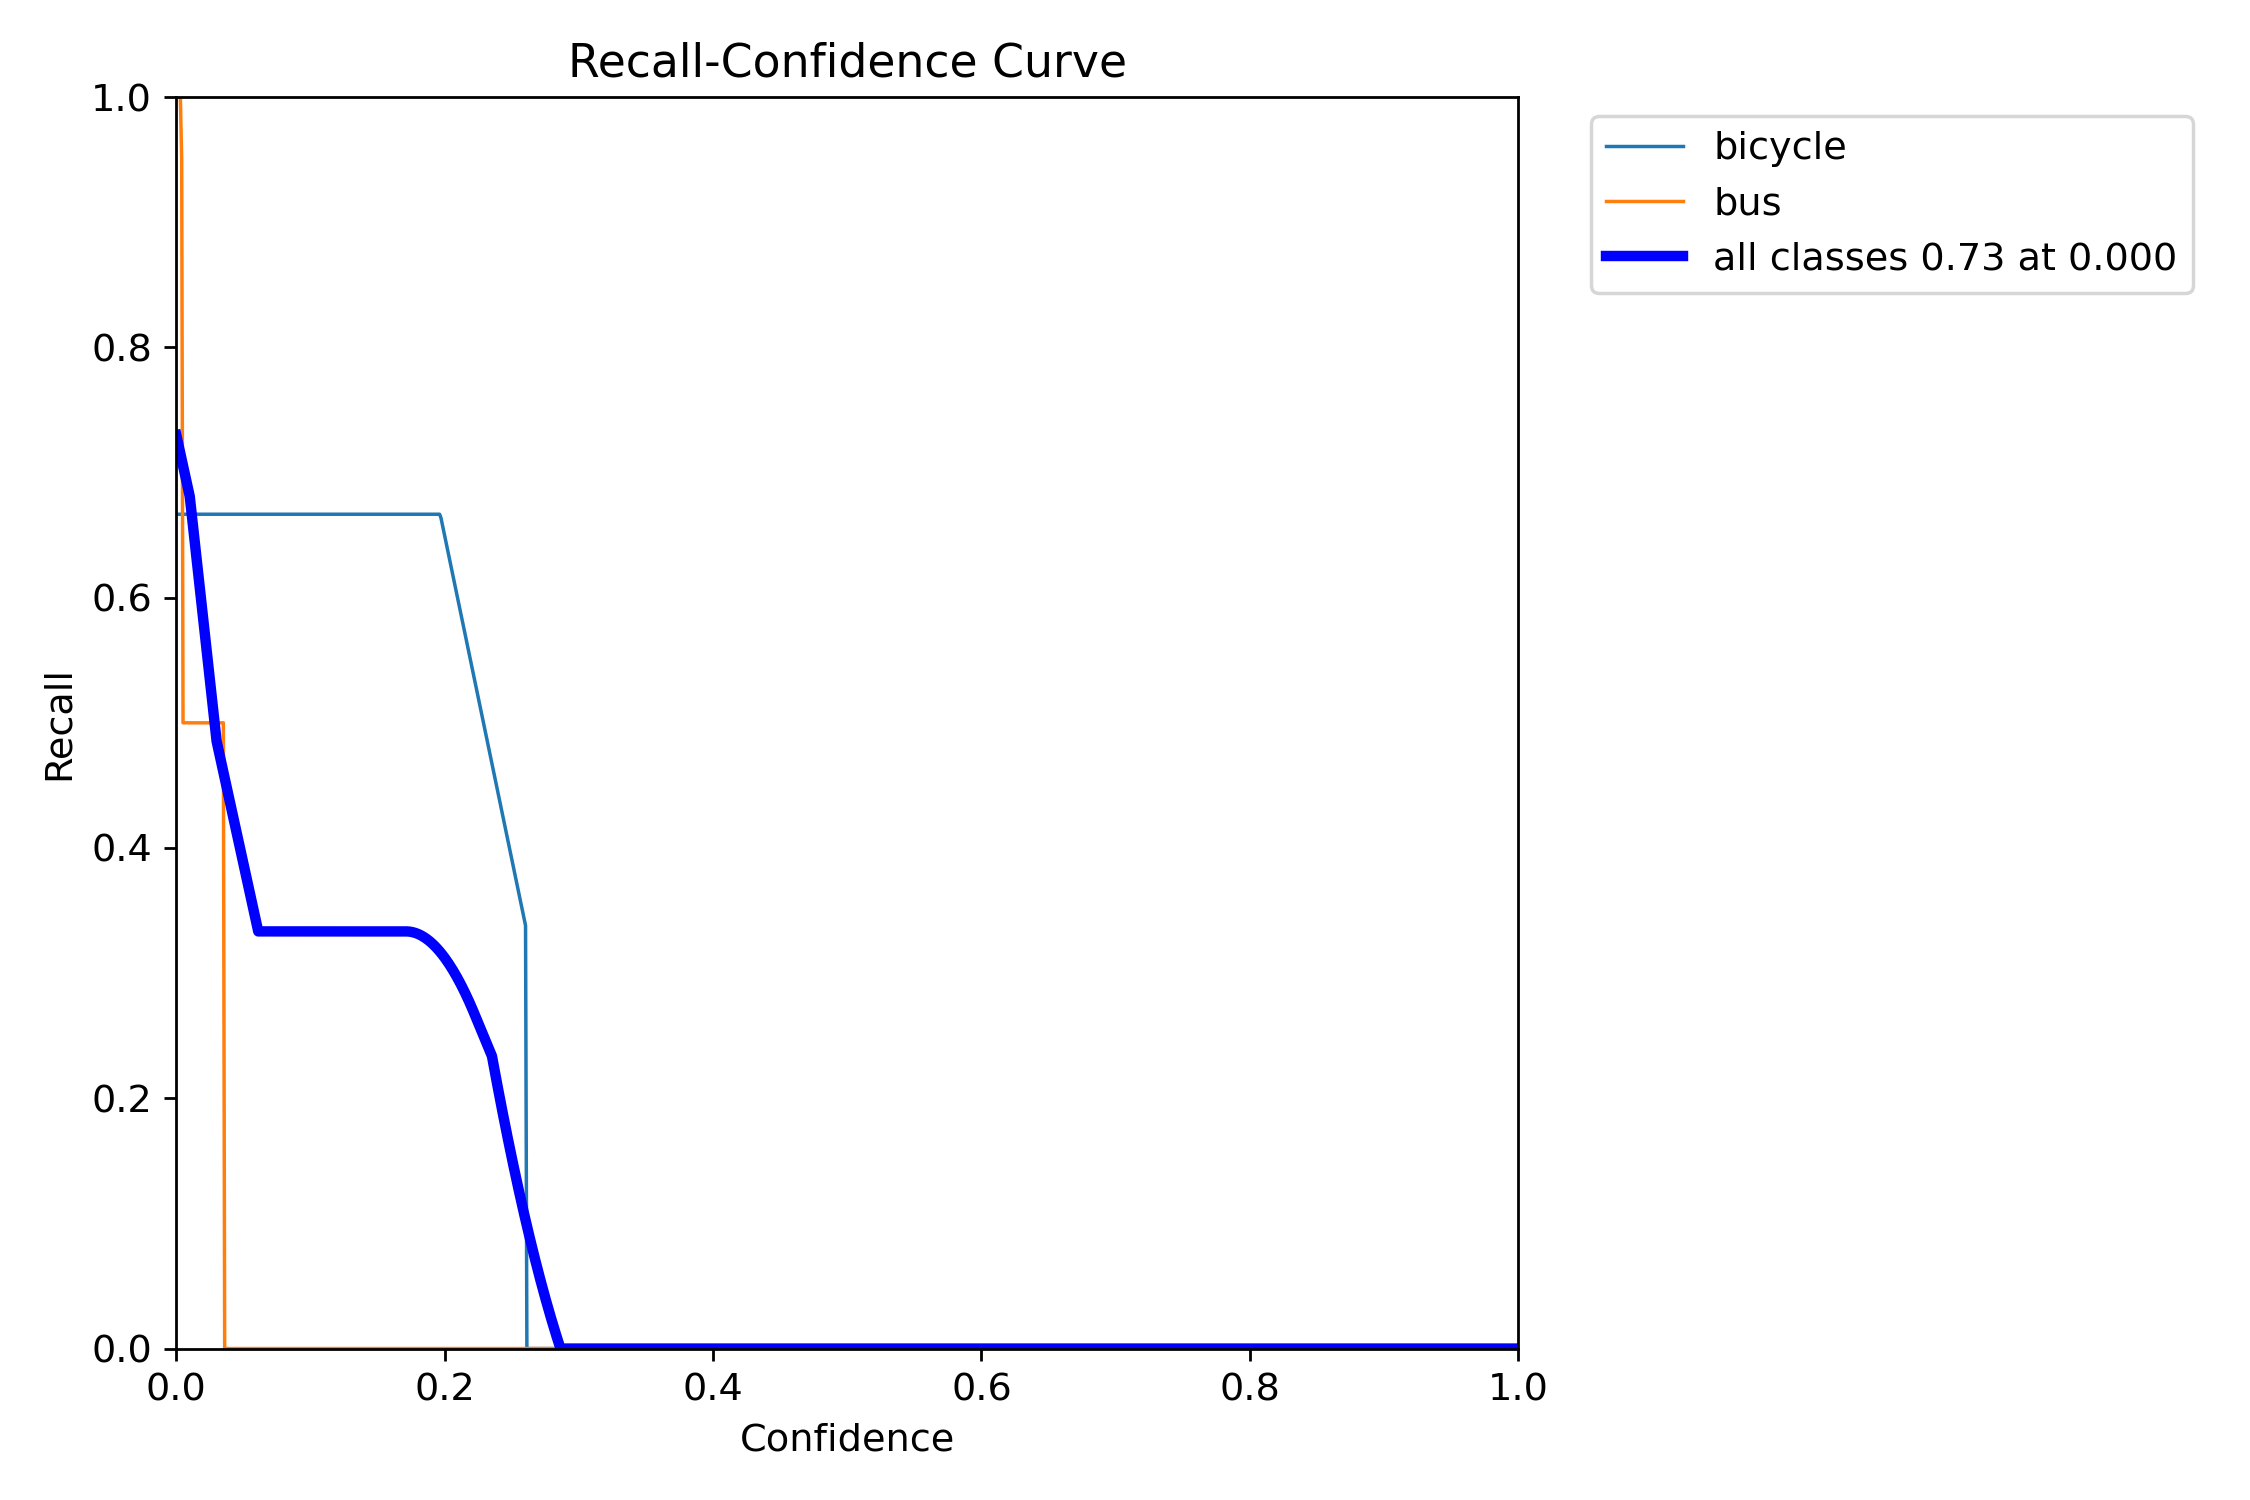 Recall-Confidence Curve
1.0
0.8
0.6
0.4
0.2
0.0
Recall
0.0 0.2 0.4 0.6 0.8 1.0
Confidence
bicycle
bus
all classes 0.73 at 0.000